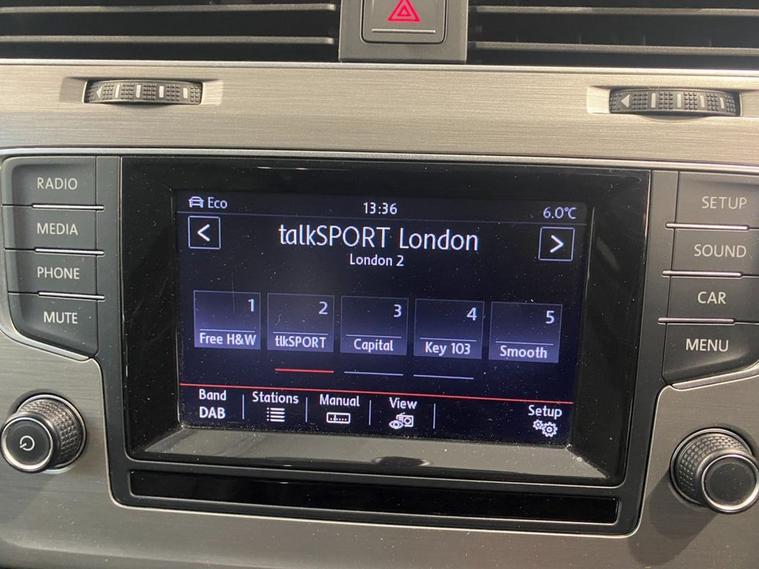 RADIO
MEDIA
PHONE
MUTE
Eco
13:36
6.0°C
<
talkSPORT London
>
London 2
1
Free H&W
2
tlkSPORT
3
Capital
4
Key 103
5
Smooth
Band
DAB
Stations
Manual
View
Setup
SETUP
SOUND
CAR
MENU